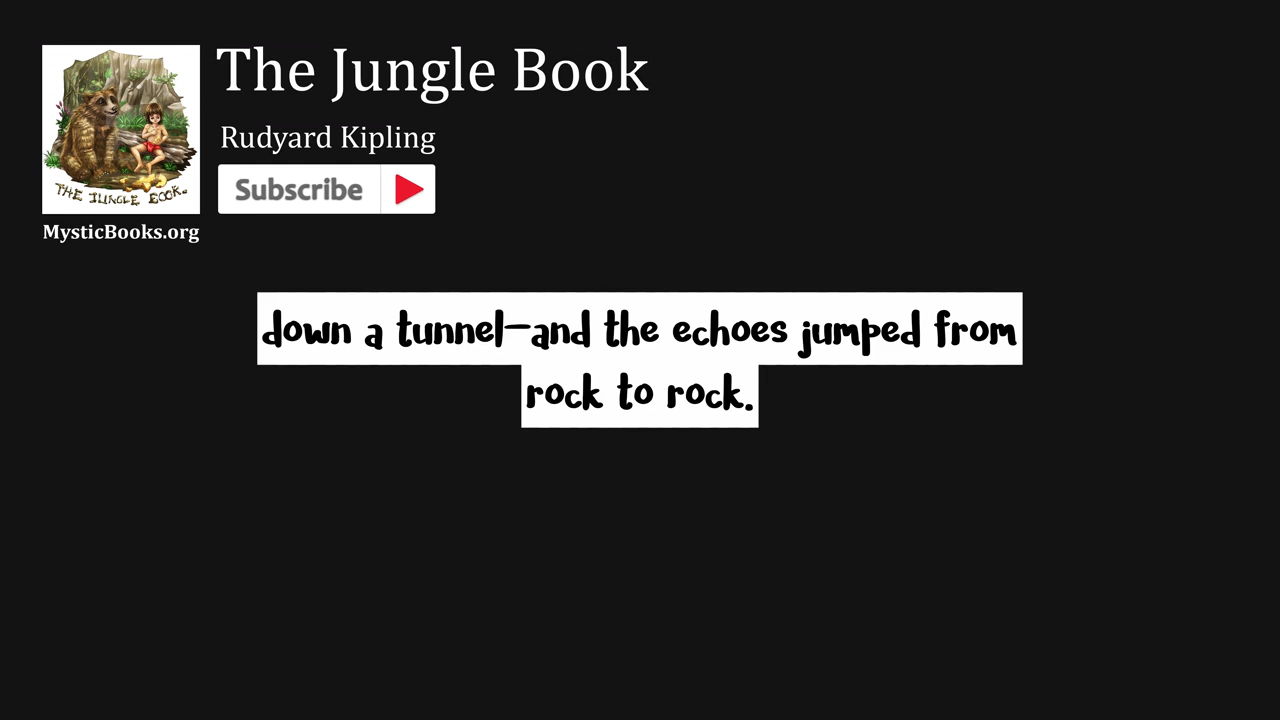 The Jungle Book
Rudyard Kipling
Subscribe
THE JUNGLE BOOK.
MysticBooks.org
down a tunnel—and the echoes jumped from
rock to rock.